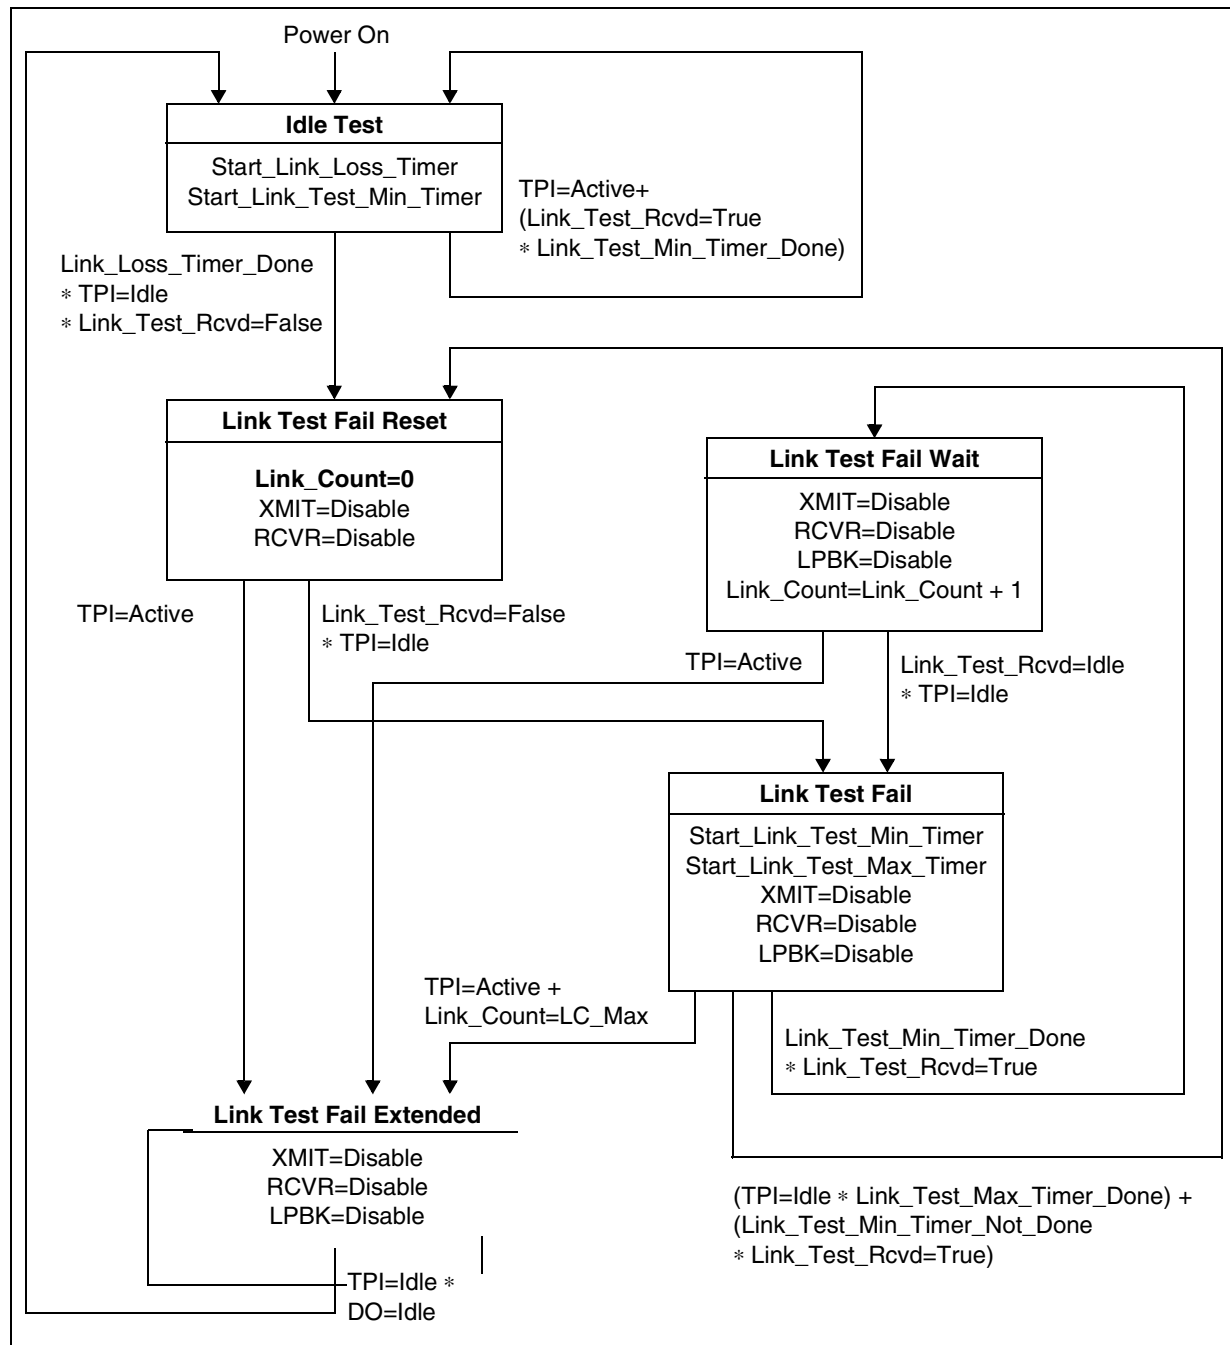 Power On
Idle Test
Start_Link_Loss_Timer
Start_Link_Test_Min_Timer
TPI=Active+
(Link_Test_Rcvd=True
* Link_Test_Min_Timer_Done)
Link_Loss_Timer_Done
* TPI=Idle
* Link_Test_Rcvd=False
Link Test Fail Reset
Link_Count=0
XMIT=Disable
RCVR=Disable
Link Test Fail Wait
XMIT=Disable
RCVR=Disable
LPBK=Disable
Link_Count=Link_Count + 1
TPI=Active
Link_Test_Rcvd=False
* TPI=Idle
TPI=Active
Link_Test_Rcvd=Idle
* TPI=Idle
Link Test Fail
Start_Link_Test_Min_Timer
Start_Link_Test_Max_Timer
XMIT=Disable
RCVR=Disable
LPBK=Disable
TPI=Active +
Link_Count=LC_Max
Link_Test_Min_Timer_Done
* Link_Test_Rcvd=True
Link Test Fail Extended
XMIT=Disable
RCVR=Disable
LPBK=Disable
(TPI=Idle * Link_Test_Max_Timer_Done) +
(Link_Test_Min_Timer_Not_Done
* Link_Test_Rcvd=True)
TPI=Idle *
DO=Idle